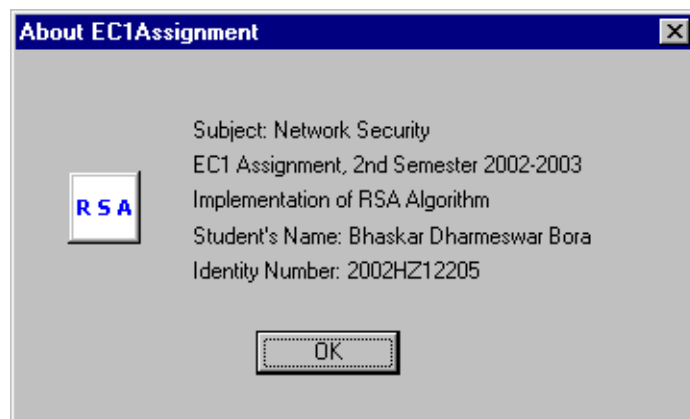 About EC1Assignment
Subject: Network Security
EC1 Assignment, 2nd Semester 2002-2003
R S A
Implementation of RSA Algorithm
Student's Name: Bhaskar Dharmeswar Bora
Identity Number: 2002HZ12205
OK